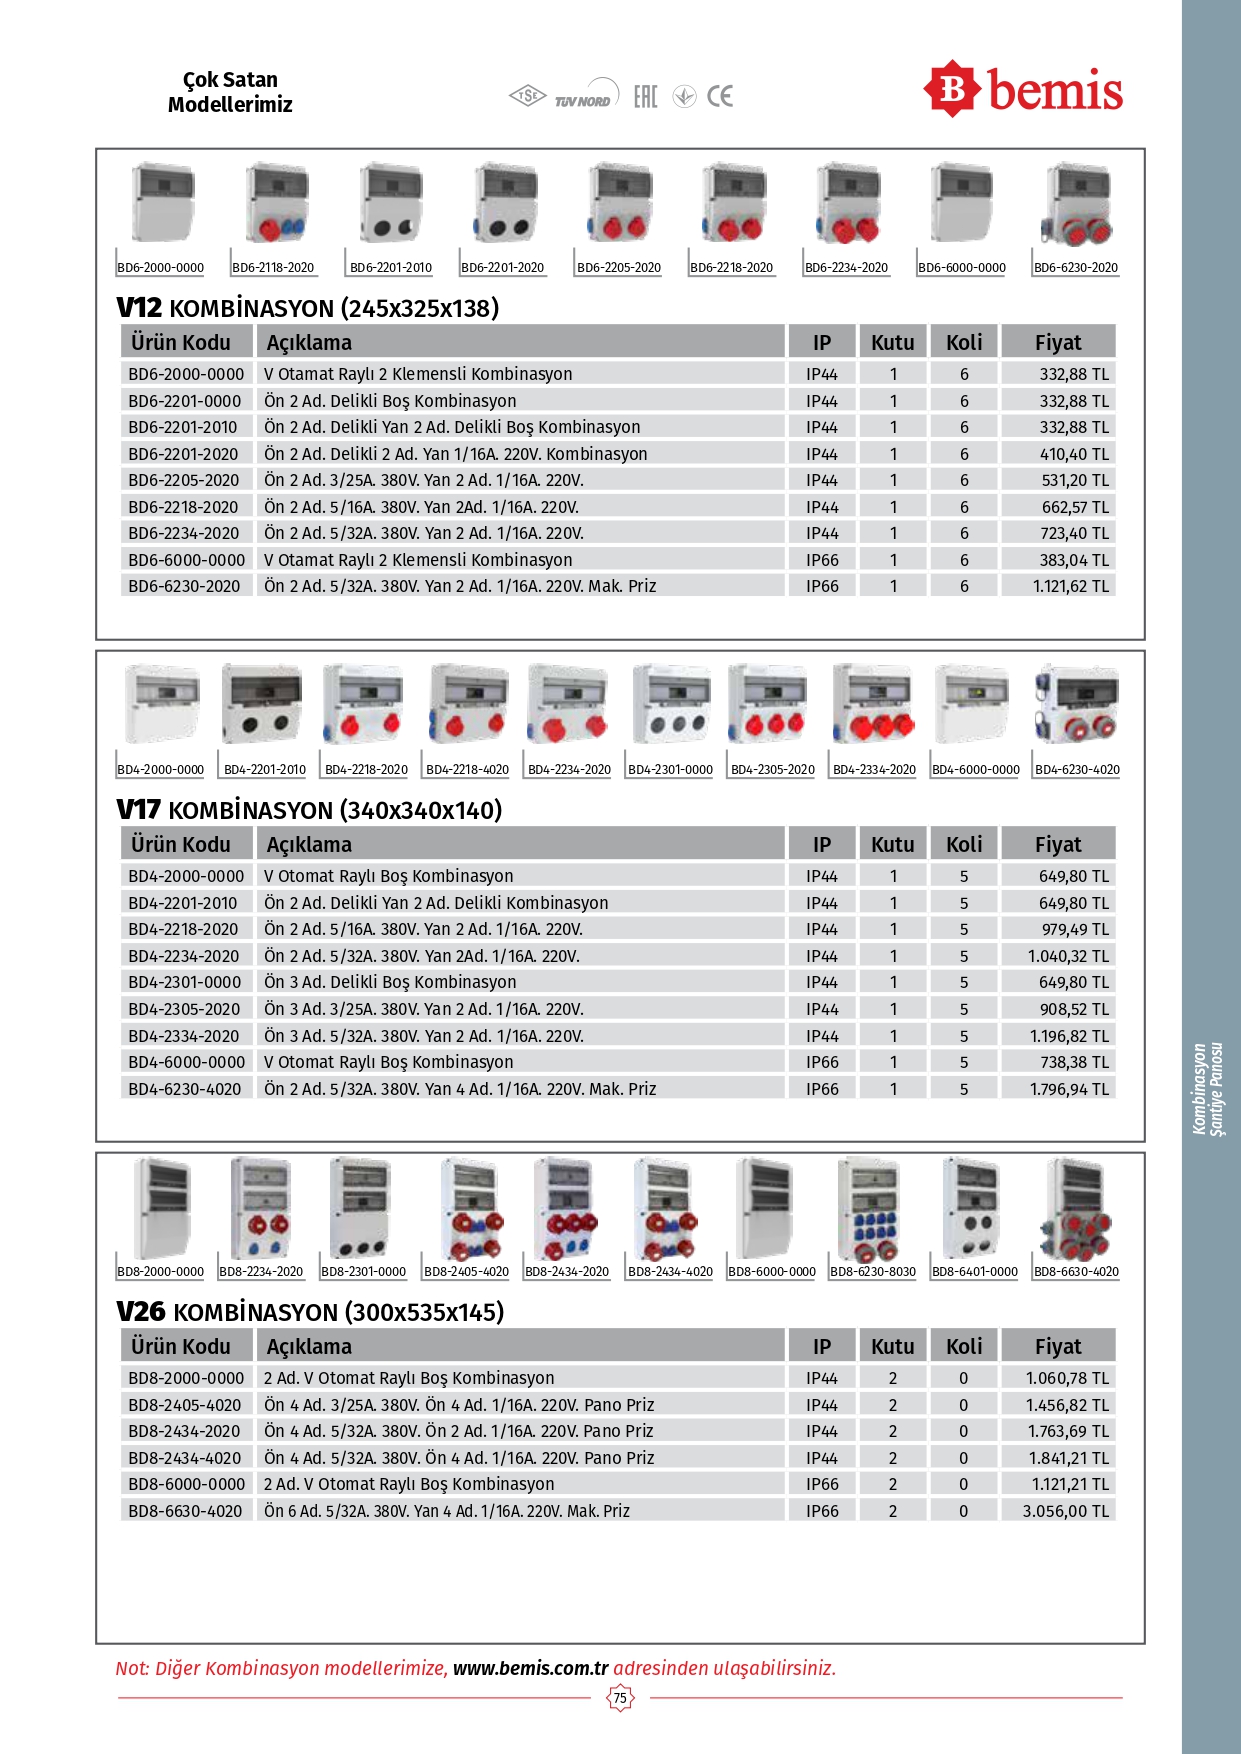 Çok Satan
Modellerimiz
TSE TÜV NORD EAC CE
B bemis
BD6-2000-0000 BD6-2118-2020 BD6-2201-2010 BD6-2201-2020 BD6-2205-2020 BD6-2218-2020 BD6-2234-2020 BD6-6000-0000 BD6-6230-2020
V12 KOMBİNASYON (245x325x138)
Ürün Kodu Açıklama IP Kutu Koli Fiyat
BD6-2000-0000 V Otamat Raylı 2 Klemensli Kombinasyon IP44 1 6 332,88 TL
BD6-2201-0000 Ön 2 Ad. Delikli Boş Kombinasyon IP44 1 6 332,88 TL
BD6-2201-2010 Ön 2 Ad. Delikli Yan 2 Ad. Delikli Boş Kombinasyon IP44 1 6 332,88 TL
BD6-2201-2020 Ön 2 Ad. Delikli 2 Ad. Yan 1/16A. 220V. Kombinasyon IP44 1 6 410,40 TL
BD6-2205-2020 Ön 2 Ad. 3/25A. 380V. Yan 2 Ad. 1/16A. 220V. IP44 1 6 531,20 TL
BD6-2218-2020 Ön 2 Ad. 5/16A. 380V. Yan 2Ad. 1/16A. 220V. IP44 1 6 662,57 TL
BD6-2234-2020 Ön 2 Ad. 5/32A. 380V. Yan 2 Ad. 1/16A. 220V. IP44 1 6 723,40 TL
BD6-6000-0000 V Otamat Raylı 2 Klemensli Kombinasyon IP66 1 6 383,04 TL
BD6-6230-2020 Ön 2 Ad. 5/32A. 380V. Yan 2 Ad. 1/16A. 220V. Mak. Priz IP66 1 6 1.121,62 TL
BD4-2000-0000 BD4-2201-2010 BD4-2218-2020 BD4-2218-4020 BD4-2234-2020 BD4-2301-0000 BD4-2305-2020 BD4-2334-2020 BD4-6000-0000 BD4-6230-4020
V17 KOMBİNASYON (340x340x140)
Ürün Kodu Açıklama IP Kutu Koli Fiyat
BD4-2000-0000 V Otomat Raylı Boş Kombinasyon IP44 1 5 649,80 TL
BD4-2201-2010 Ön 2 Ad. Delikli Yan 2 Ad. Delikli Kombinasyon IP44 1 5 649,80 TL
BD4-2218-2020 Ön 2 Ad. 5/16A. 380V. Yan 2 Ad. 1/16A. 220V. IP44 1 5 979,49 TL
BD4-2234-2020 Ön 2 Ad. 5/32A. 380V. Yan 2Ad. 1/16A. 220V. IP44 1 5 1.040,32 TL
BD4-2301-0000 Ön 3 Ad. Delikli Boş Kombinasyon IP44 1 5 649,80 TL
BD4-2305-2020 Ön 3 Ad. 3/25A. 380V. Yan 2 Ad. 1/16A. 220V. IP44 1 5 908,52 TL
BD4-2334-2020 Ön 3 Ad. 5/32A. 380V. Yan 2 Ad. 1/16A. 220V. IP44 1 5 1.196,82 TL
BD4-6000-0000 V Otomat Raylı Boş Kombinasyon IP66 1 5 738,38 TL
BD4-6230-4020 Ön 2 Ad. 5/32A. 380V. Yan 4 Ad. 1/16A. 220V. Mak. Priz IP66 1 5 1.796,94 TL
BD8-2000-0000 BD8-2234-2020 BD8-2301-0000 BD8-2405-4020 BD8-2434-2020 BD8-2434-4020 BD8-6000-0000 BD8-6230-8030 BD8-6401-0000 BD8-6630-4020
V26 KOMBİNASYON (300x535x145)
Ürün Kodu Açıklama IP Kutu Koli Fiyat
BD8-2000-0000 2 Ad. V Otomat Raylı Boş Kombinasyon IP44 2 0 1.060,78 TL
BD8-2405-4020 Ön 4 Ad. 3/25A. 380V. Ön 4 Ad. 1/16A. 220V. Pano Priz IP44 2 0 1.456,82 TL
BD8-2434-2020 Ön 4 Ad. 5/32A. 380V. Ön 2 Ad. 1/16A. 220V. Pano Priz IP44 2 0 1.763,69 TL
BD8-2434-4020 Ön 4 Ad. 5/32A. 380V. Ön 4 Ad. 1/16A. 220V. Pano Priz IP44 2 0 1.841,21 TL
BD8-6000-0000 2 Ad. V Otomat Raylı Boş Kombinasyon IP66 2 0 1.121,21 TL
BD8-6630-4020 Ön 6 Ad. 5/32A. 380V. Yan 4 Ad. 1/16A. 220V. Mak. Priz IP66 2 0 3.056,00 TL
Kombinasyon
Şantiye Panosu
Not: Diğer Kombinasyon modellerimize, www.bemis.com.tr adresinden ulaşabilirsiniz.
75